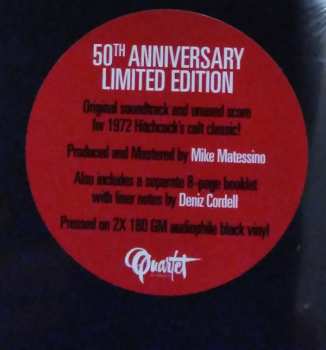 50TH ANNIVERSARY
LIMITED EDITION
Original soundtrack and unused score
for 1972 Hitchcock's cult classic!
Produced and Mastered by Mike Matessino
Also includes a separate 8-page booklet
with liner notes by Deniz Cordell
Pressed on 2X 180 GM audiophile black vinyl
Quartet